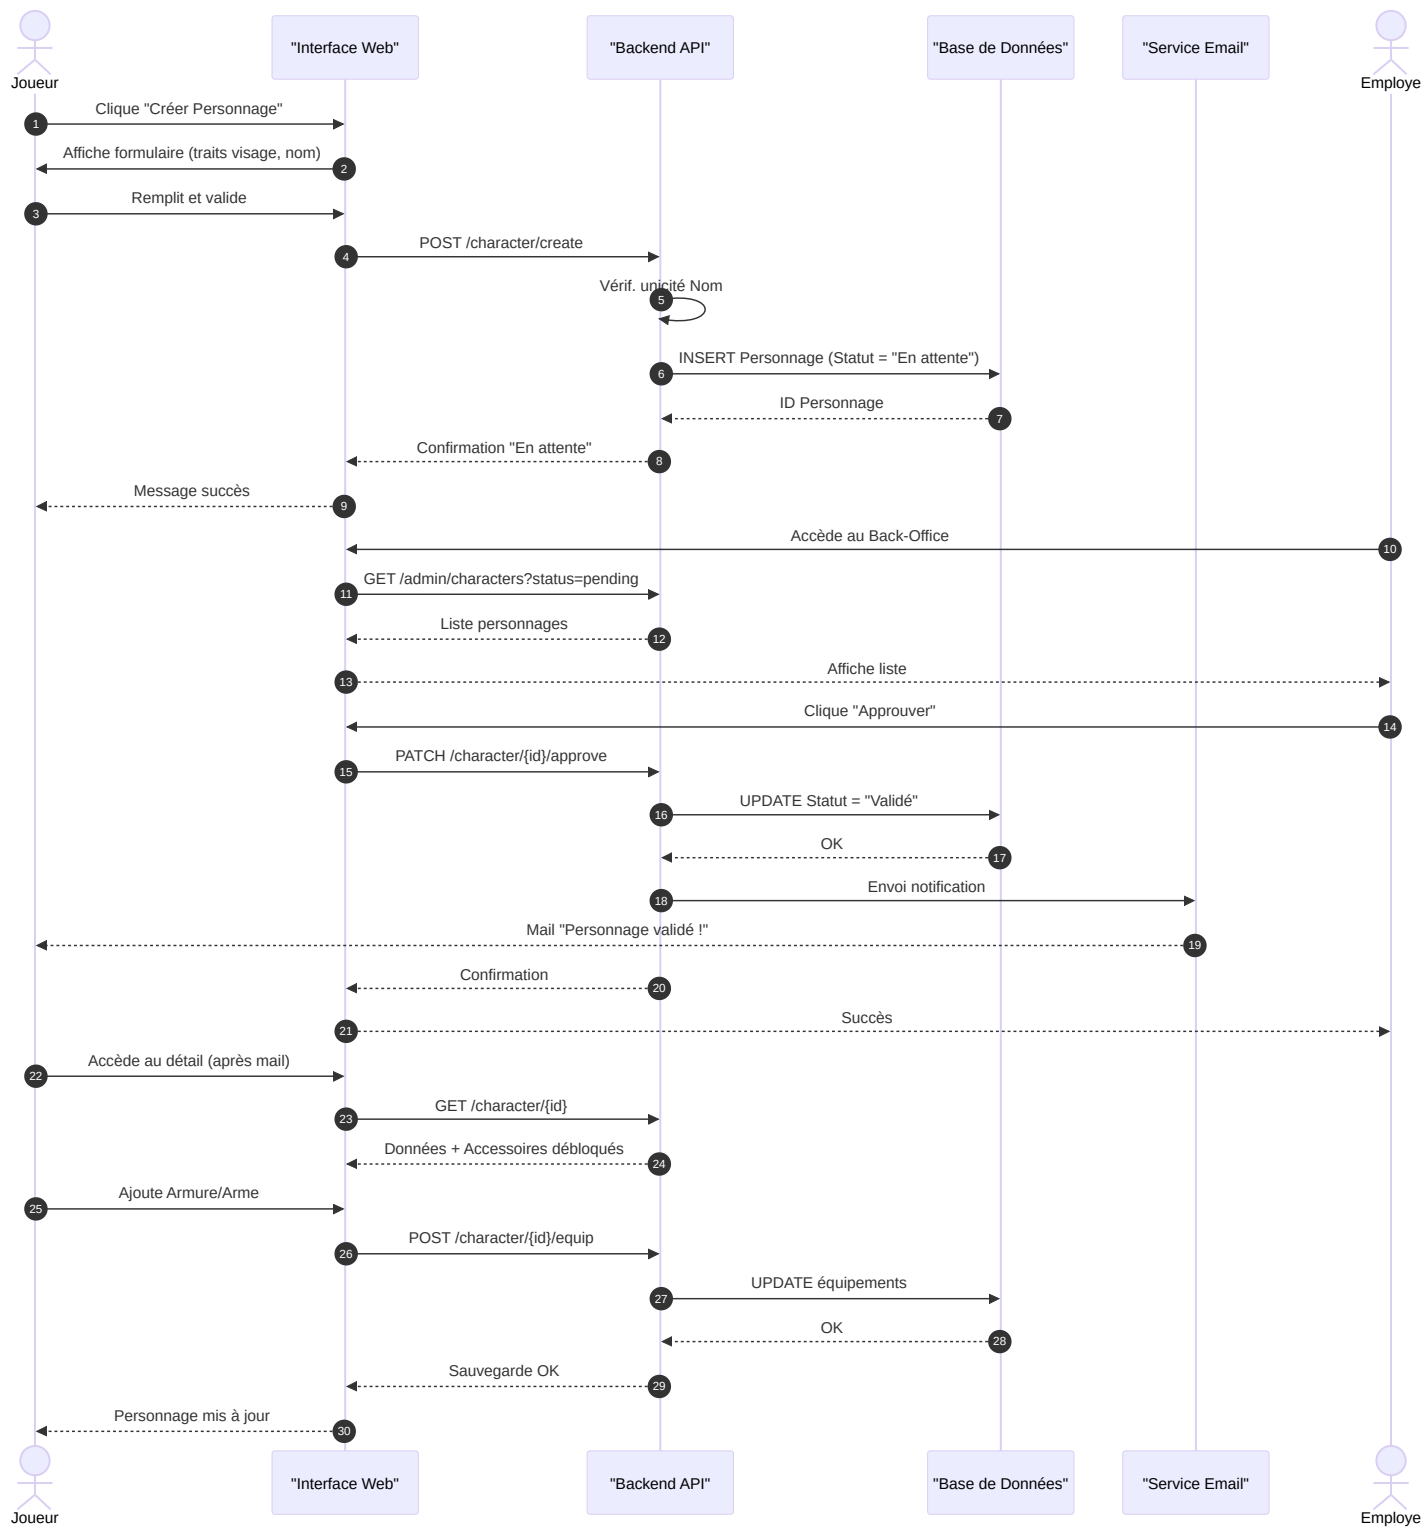 Joueur
"Interface Web"
"Backend API"
"Base de Données"
"Service Email"
Employe
Clique "Créer Personnage"
1
Affiche formulaire (traits visage, nom)
2
Remplit et valide
3
POST /character/create
4
Vérif. unicité Nom
5
INSERT Personnage (Statut = "En attente")
6
ID Personnage
7
Confirmation "En attente"
8
Message succès
9
Accède au Back-Office
10
GET /admin/characters?status=pending
11
Liste personnages
12
Affiche liste
13
Clique "Approuver"
14
PATCH /character/{id}/approve
15
UPDATE Statut = "Validé"
16
OK
17
Envoi notification
18
Mail "Personnage validé !"
19
Confirmation
20
Succès
21
Accède au détail (après mail)
22
GET /character/{id}
23
Données + Accessoires débloqués
24
Ajoute Armure/Arme
25
POST /character/{id}/equip
26
UPDATE équipements
27
OK
28
Sauvegarde OK
29
Personnage mis à jour
30
Joueur
"Interface Web"
"Backend API"
"Base de Données"
"Service Email"
Employe